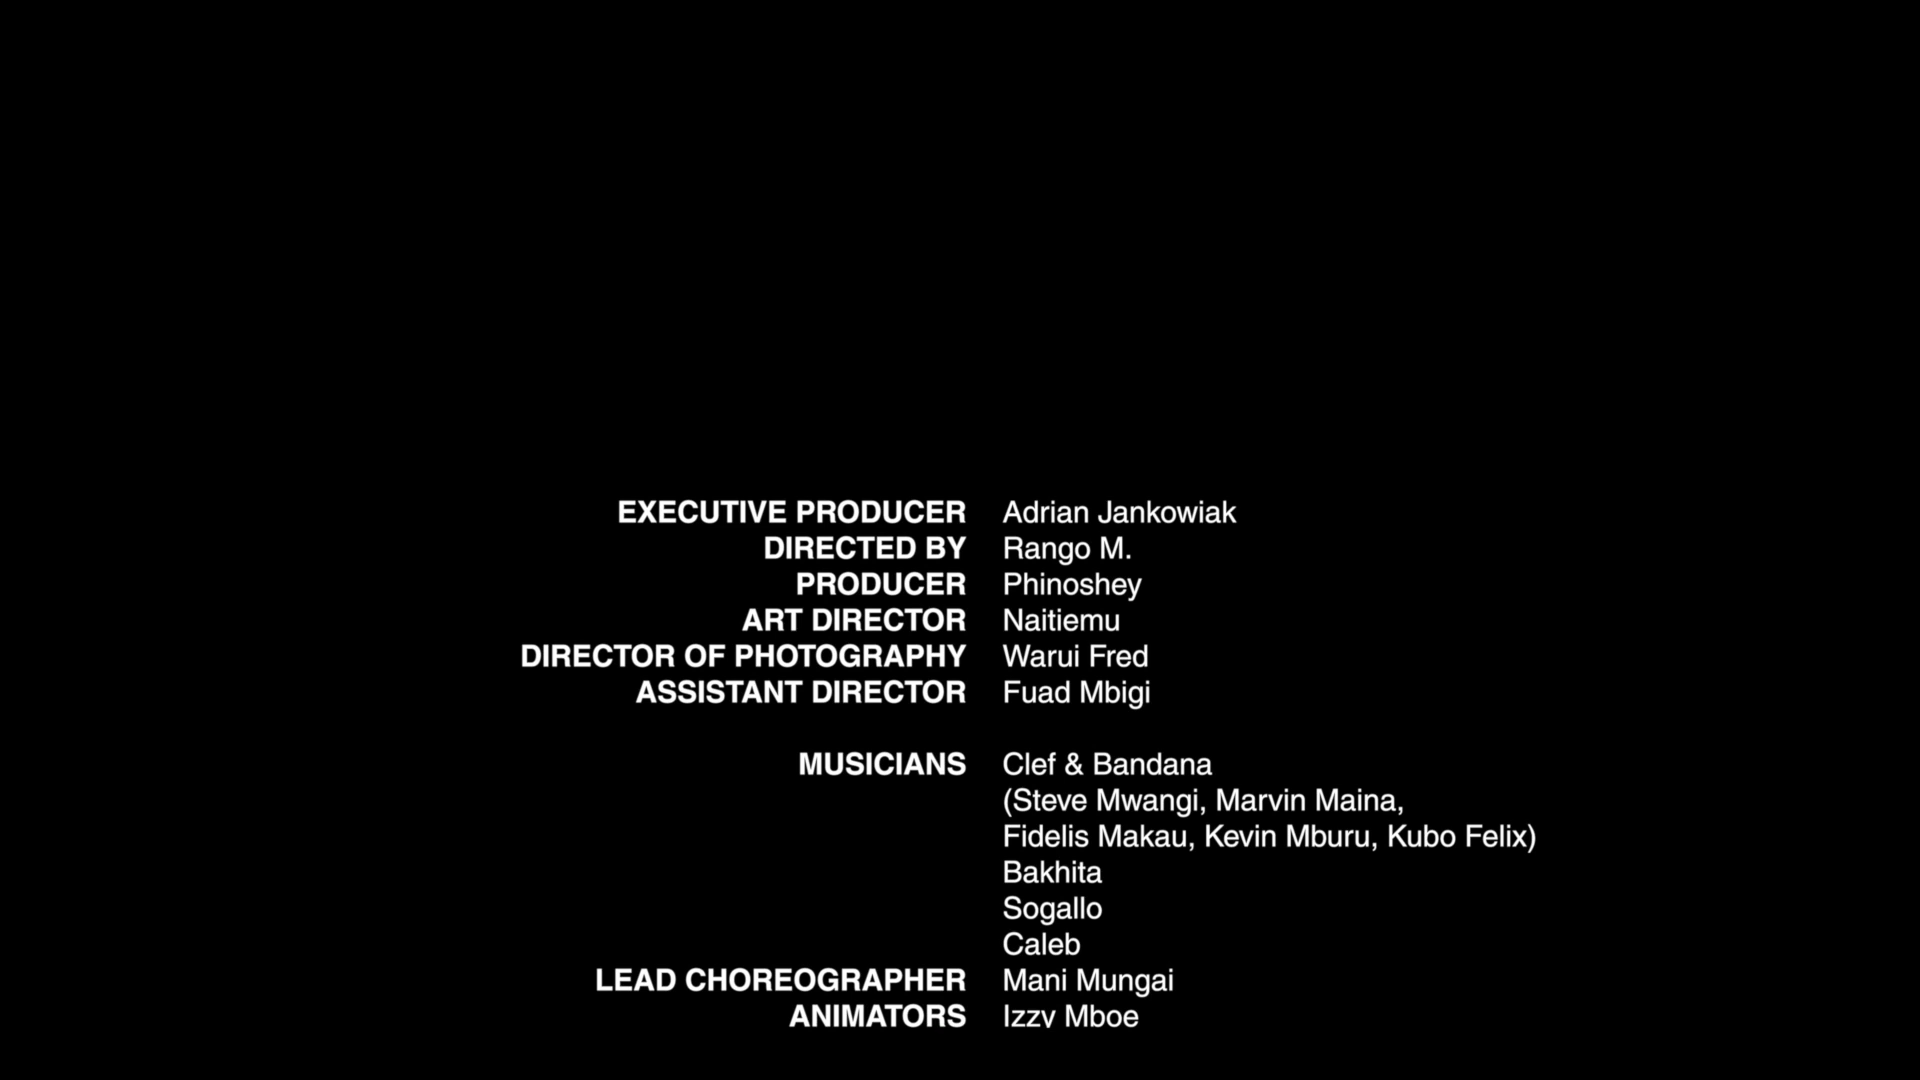 EXECUTIVE PRODUCER Adrian Jankowiak
DIRECTED BY Rango M.
PRODUCER Phinoshey
ART DIRECTOR Naitiemu
DIRECTOR OF PHOTOGRAPHY Warui Fred
ASSISTANT DIRECTOR Fuad Mbigi
MUSICIANS Clef & Bandana
(Steve Mwangi, Marvin Maina,
Fidelis Makau, Kevin Mburu, Kubo Felix)
Bakhita
Sogallo
Caleb
LEAD CHOREOGRAPHER Mani Mungai
ANIMATORS Izzy Mboe